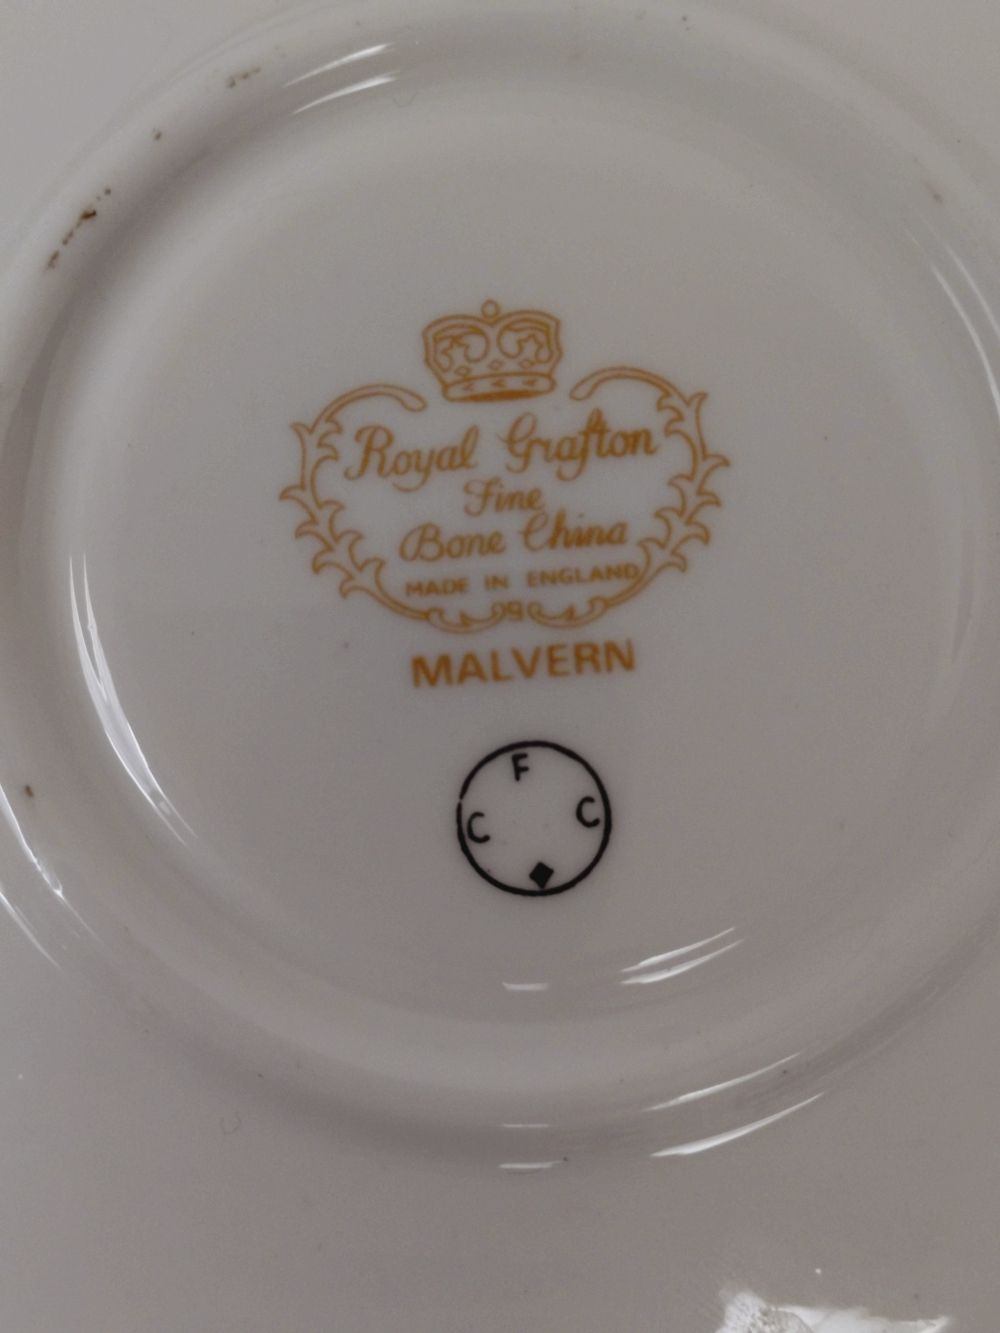 Royal Grafton
Fine
Bone China
MADE IN ENGLAND
MALVERN
F
C C